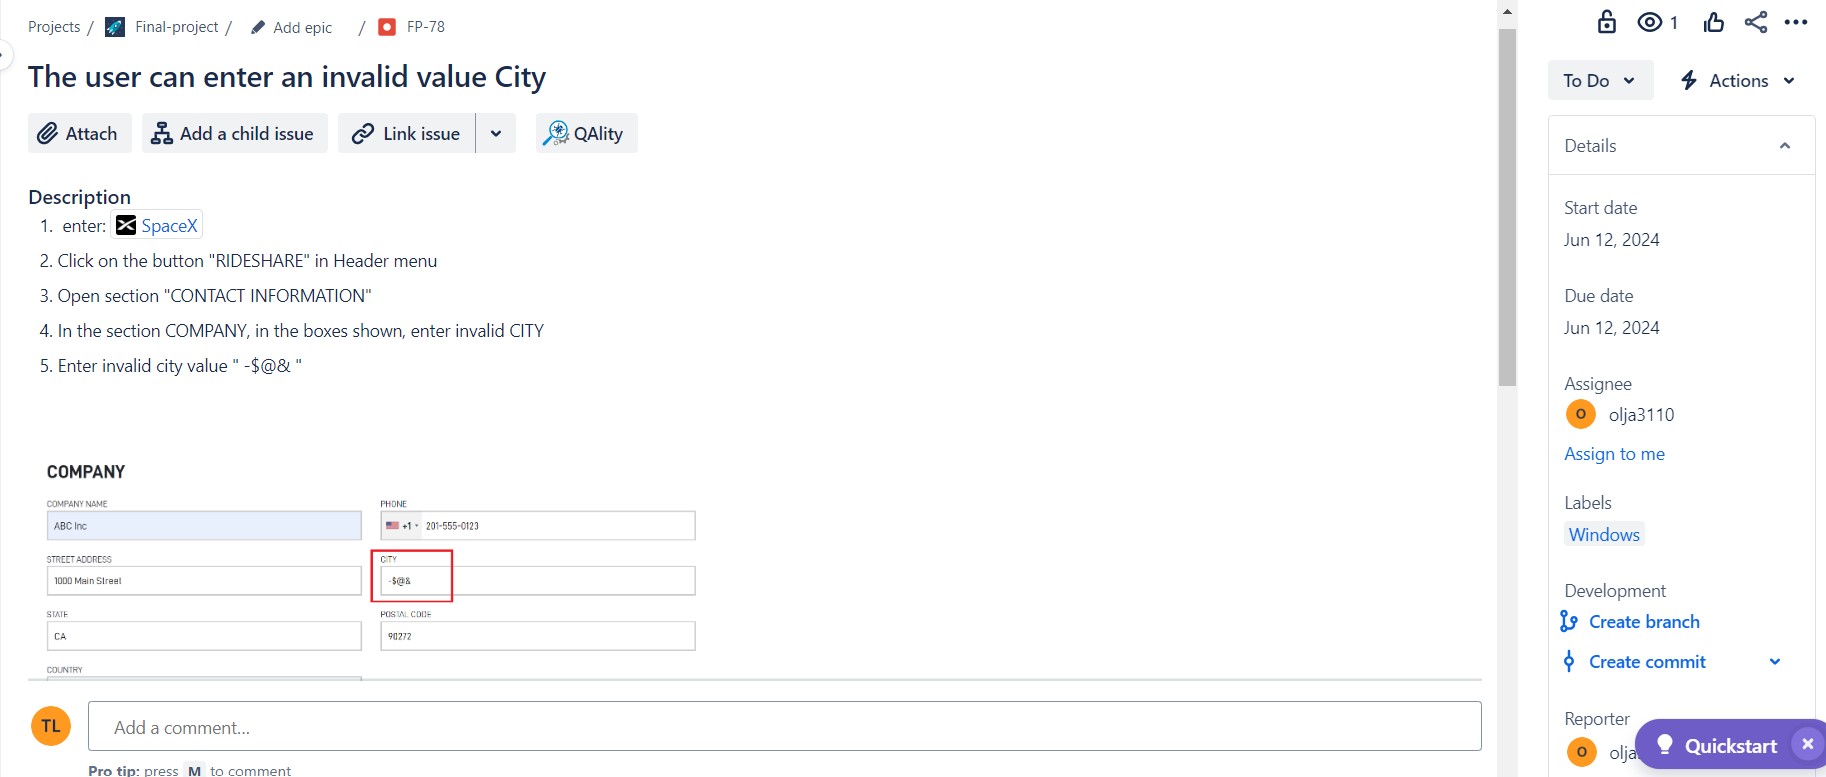 Projects / Final-project / Add epic / FP-78
1
The user can enter an invalid value City
To Do
Actions
Attach
Add a child issue
Link issue
QAlity
Details
Description
1. enter: SpaceX
2. Click on the button "RIDESHARE" in Header menu
3. Open section "CONTACT INFORMATION"
4. In the section COMPANY, in the boxes shown, enter invalid CITY
5. Enter invalid city value " -$@& "
Start date
Jun 12, 2024
Due date
Jun 12, 2024
Assignee
O olja3110
Assign to me
Labels
Windows
Development
Create branch
Create commit
Reporter
O olja
Quickstart
COMPANY
COMPANY NAME
ABC Inc
PHONE
+1 201-555-0123
STREET ADDRESS
1000 Main Street
CITY
-$@&
STATE
CA
POSTAL CODE
90272
COUNTRY
TL
Add a comment...
Pro tip: press M to comment